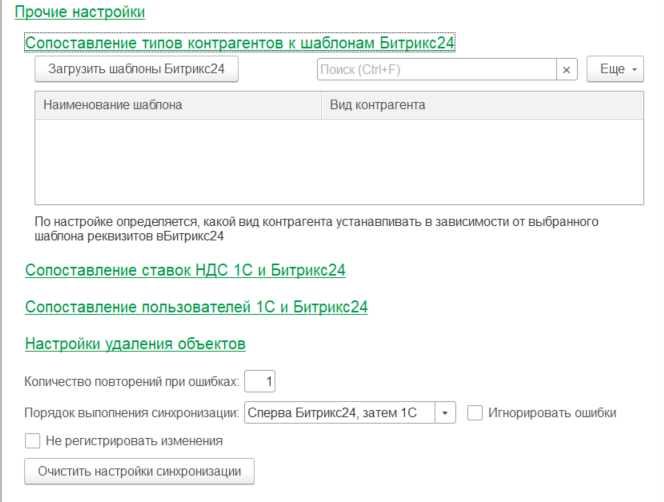 Прочие настройки
Сопоставление типов контрагентов к шаблонам Битрикс24
Загрузить шаблоны Битрикс24 Поиск (Ctrl+F) × Еще
Наименование шаблона Вид контрагента
По настройке определяется, какой вид контрагента устанавливать в зависимости от выбранного
шаблона реквизитов вБитрикс24
Сопоставление ставок НДС 1С и Битрикс24
Сопоставление пользователей 1С и Битрикс24
Настройки удаления объектов
Количество повторений при ошибках: 1
Порядок выполнения синхронизации: Сперва Битрикс24, затем 1С Игнорировать ошибки
Не регистрировать изменения
Очистить настройки синхронизации